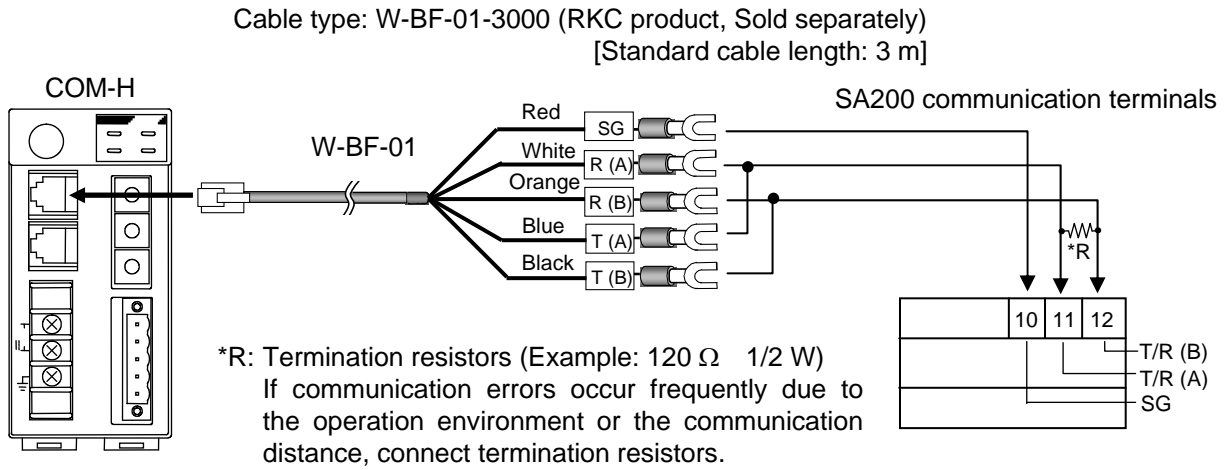 Cable type: W-BF-01-3000 (RKC product, Sold separately)
[Standard cable length: 3 m]
COM-H
SA200 communication terminals
W-BF-01
Red
SG
White
R (A)
Orange
R (B)
Blue
T (A)
Black
T (B)
*R
10 11 12
T/R (B)
T/R (A)
SG
*R: Termination resistors (Example: 120 Ω 1/2 W)
If communication errors occur frequently due to
the operation environment or the communication
distance, connect termination resistors.